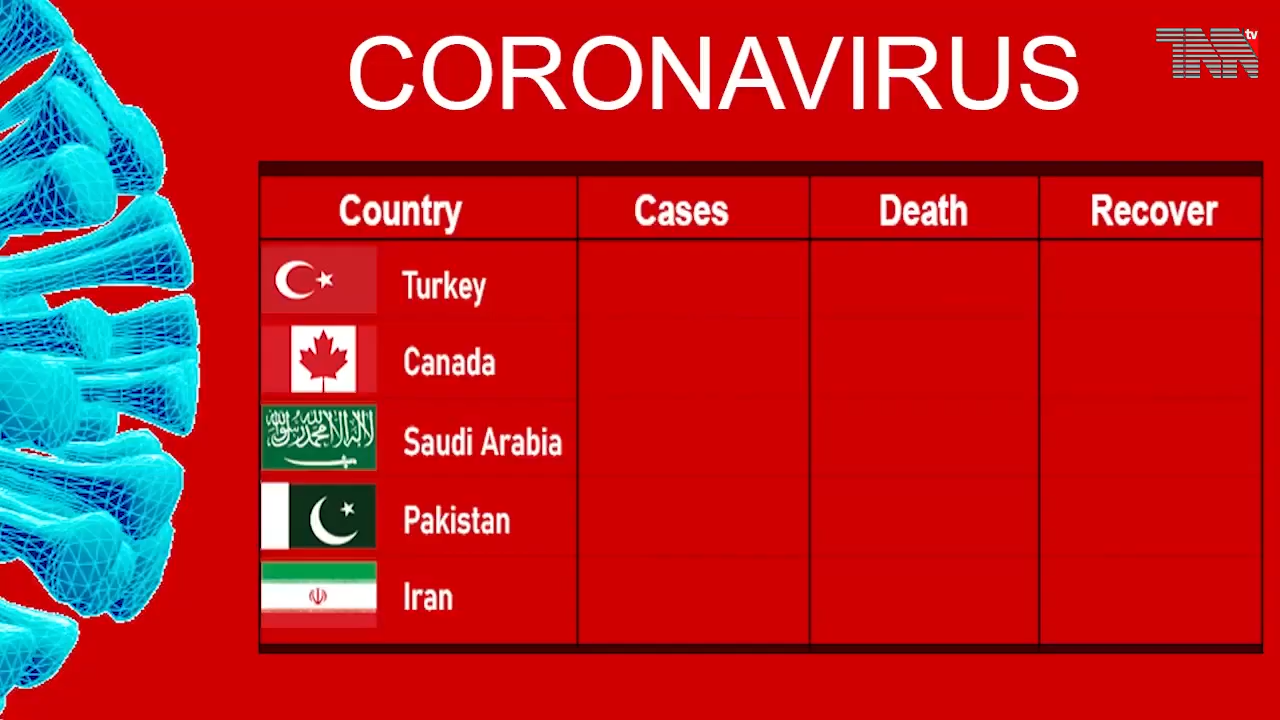 CORONAVIRUS
TNN tv
Country Cases Death Recover
Turkey
Canada
Saudi Arabia
Pakistan
Iran